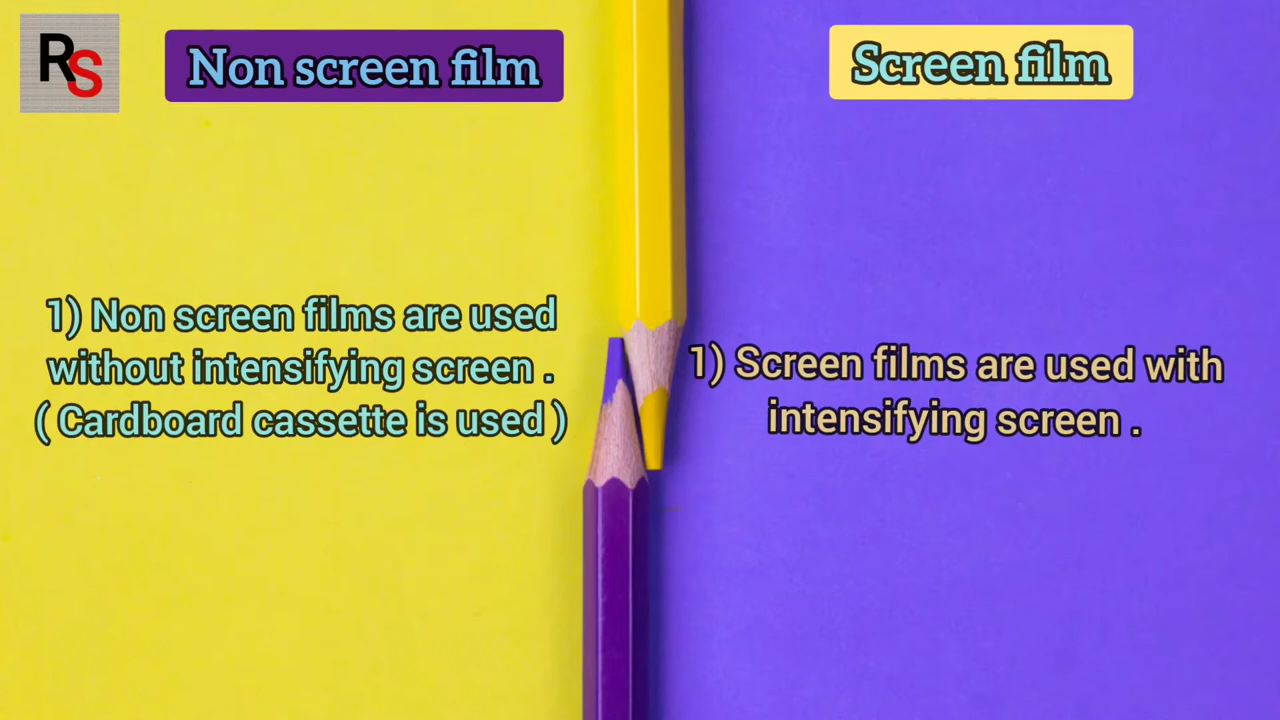 RS
Non screen film
Screen film
1) Non screen films are used
without intensifying screen .
( Cardboard cassette is used )
1) Screen films are used with
intensifying screen .